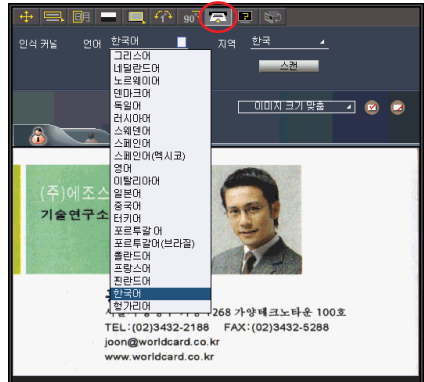 90
인식 커널 언어 한국어 지역 한국
스캔
이미지 크기 맞춤
그리스어
네덜란드어
노르웨이어
덴마크어
독일어
러시아어
스웨덴어
스페인어
스페인어(멕시코)
영어
이탈리아어
일본어
중국어
터키어
포르투갈 어
포르투갈어(브라질)
폴란드어
프랑스어
핀란드어
한국어
헝가리어
(주)에조스
기술연구소
1268 가양테크노타운 100호
TEL:(02)3432-2188 FAX:(02)3432-5288
joon@worldcard.co.kr
www.worldcard.co.kr